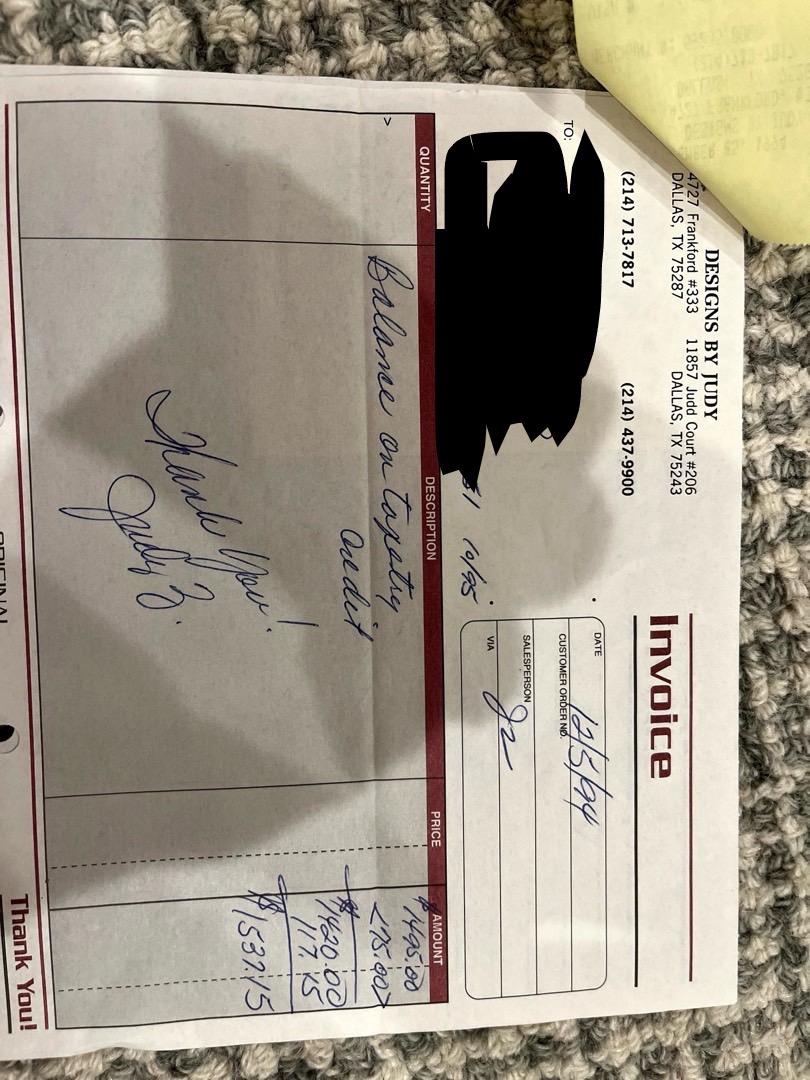 DESIGNS BY JUDY
4727 Frankford #333 11857 Judd Court #206
DALLAS, TX 75287 DALLAS, TX 75243
(214) 713-7817 (214) 437-9900
Invoice
TO:
DATE 12/5/94
CUSTOMER ORDER NO.
SALESPERSON
VIA
10/95
QUANTITY DESCRIPTION PRICE AMOUNT
>
Balance on tapestry $1495.00
Credit <75.00>
$1420.00
117.15
$1537.15
Thank You!
Judy Z.
ORIGINAL
Thank You!